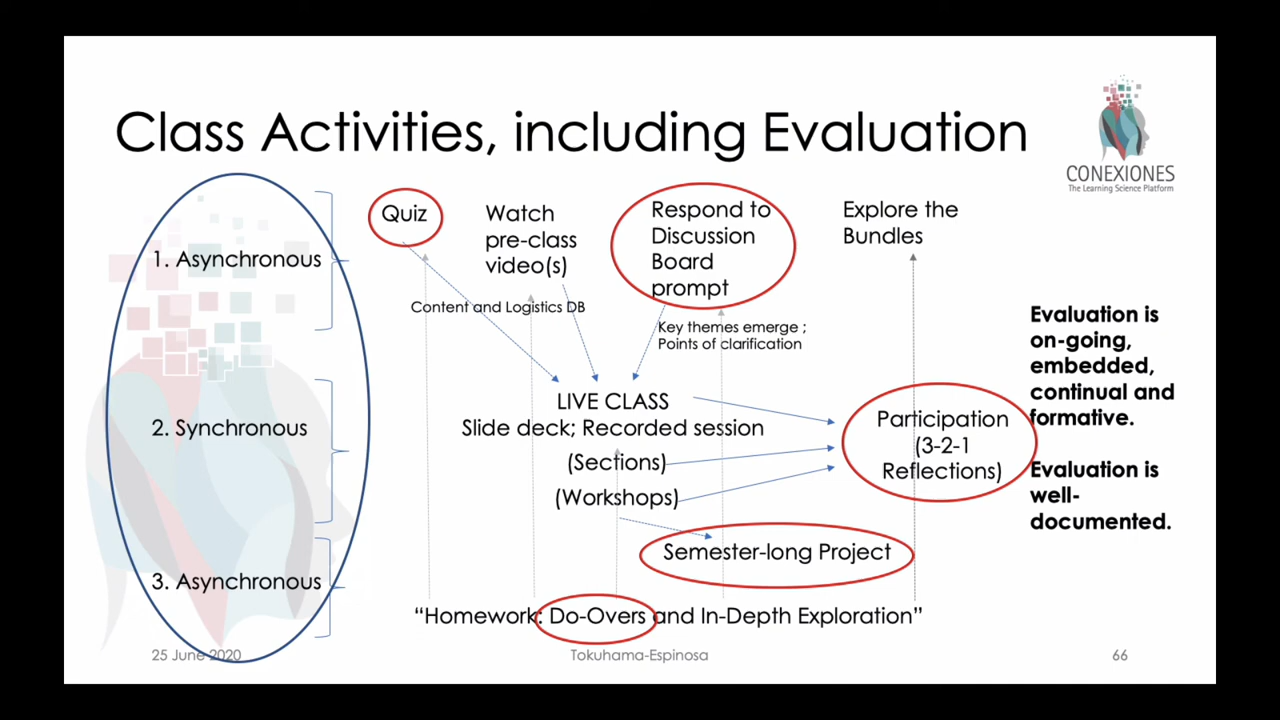 Class Activities, including Evaluation
CONEXIONES
The Learning Science Platform
1. Asynchronous
Quiz
Watch
pre-class
video(s)
Respond to
Discussion
Board
prompt
Explore the
Bundles
Content and Logistics DB
Key themes emerge ;
Points of clarification
2. Synchronous
LIVE CLASS
Slide deck; Recorded session
(Sections)
(Workshops)
Participation
(3-2-1
Reflections)
Evaluation is
on-going,
embedded,
continual and
formative.
Evaluation is
well-
documented.
Semester-long Project
3. Asynchronous
“Homework: Do-Overs and In-Depth Exploration”
25 June 2020
Tokuhama-Espinosa
66